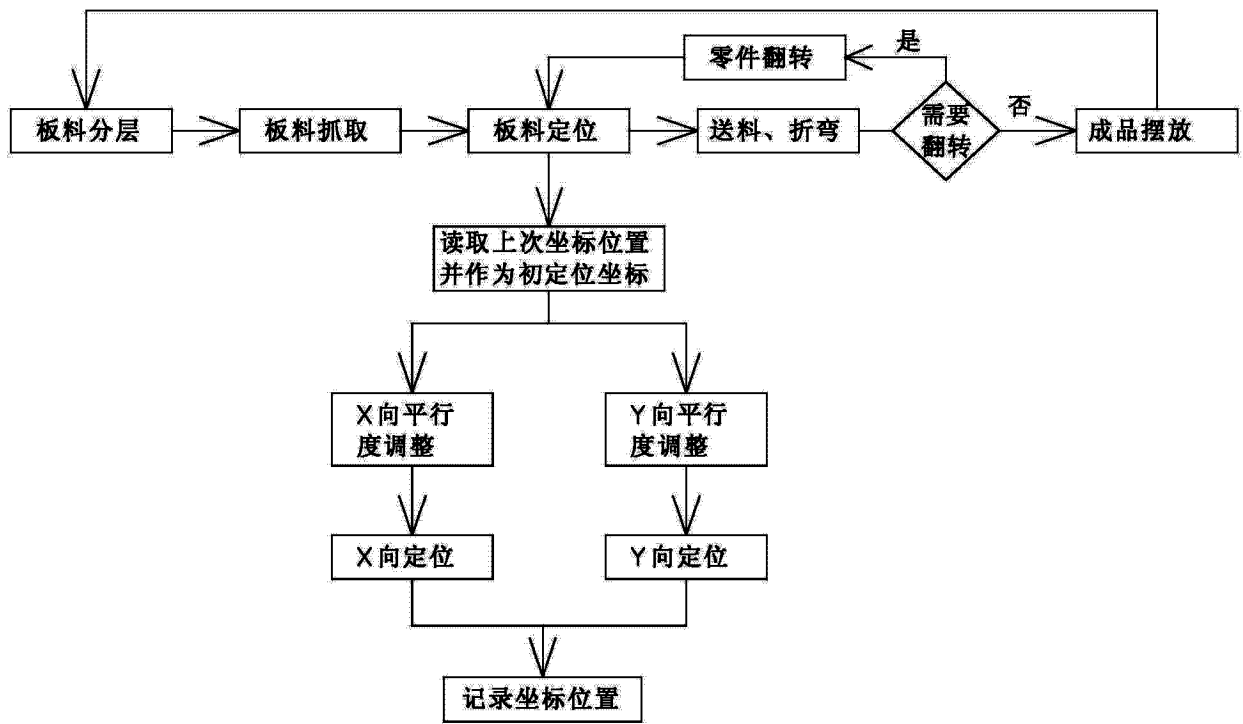 是
零件翻转
板料分层
板料抓取
板料定位
送料、折弯
需要
翻转
否
成品摆放
读取上次坐标位置
并作为初定位坐标
X向平行
度调整
Y向平行
度调整
X向定位
Y向定位
记录坐标位置